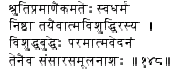 श्रुतिप्रमाणैकमतेः स्वधर्म
निष्ठा तयैवात्मविशुद्धिरस्य ।
विशुद्धबुद्धेः परमात्मवेदनं
तेनैव संसारसमूलनाशः ॥१४८॥